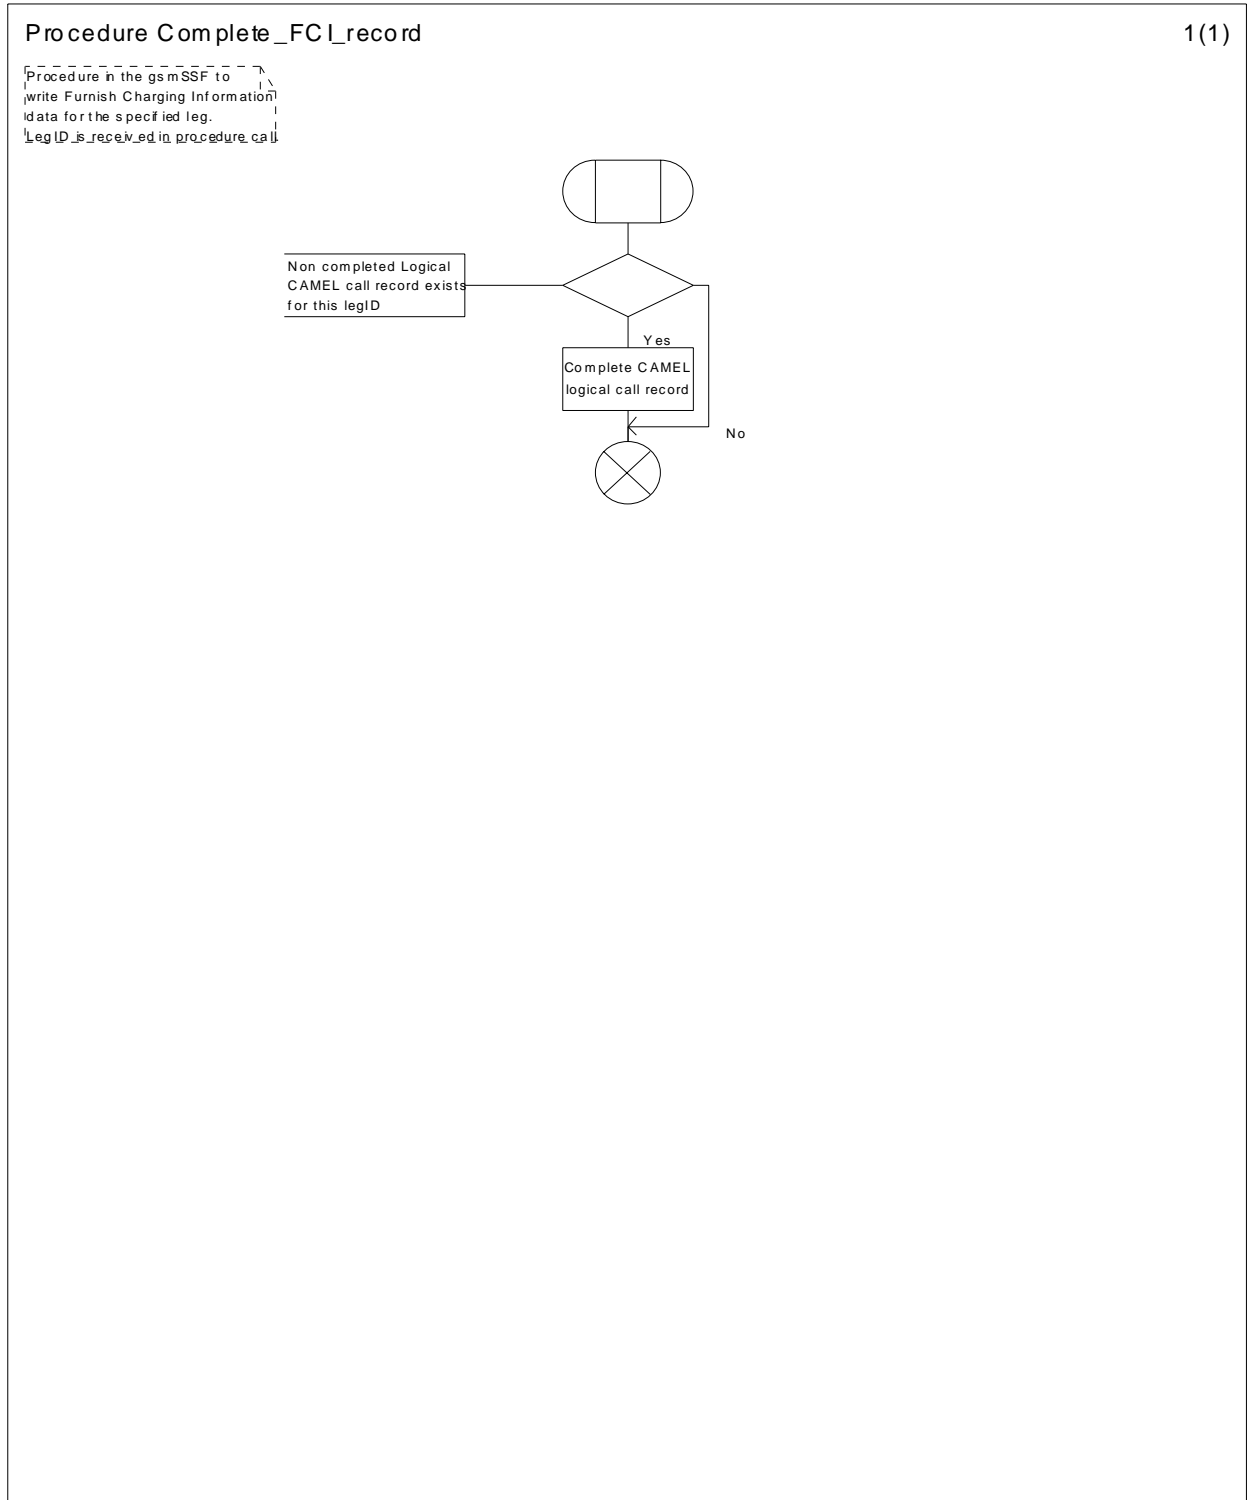 Procedure Complete_FCI_record
1(1)
Procedure in the gsmSSF to
write Furnish Charging Information
data for the specified leg.
LegID is received in procedure call.
Non completed Logical
CAMEL call record exists
for this legID
Yes
Complete CAMEL
logical call record
No